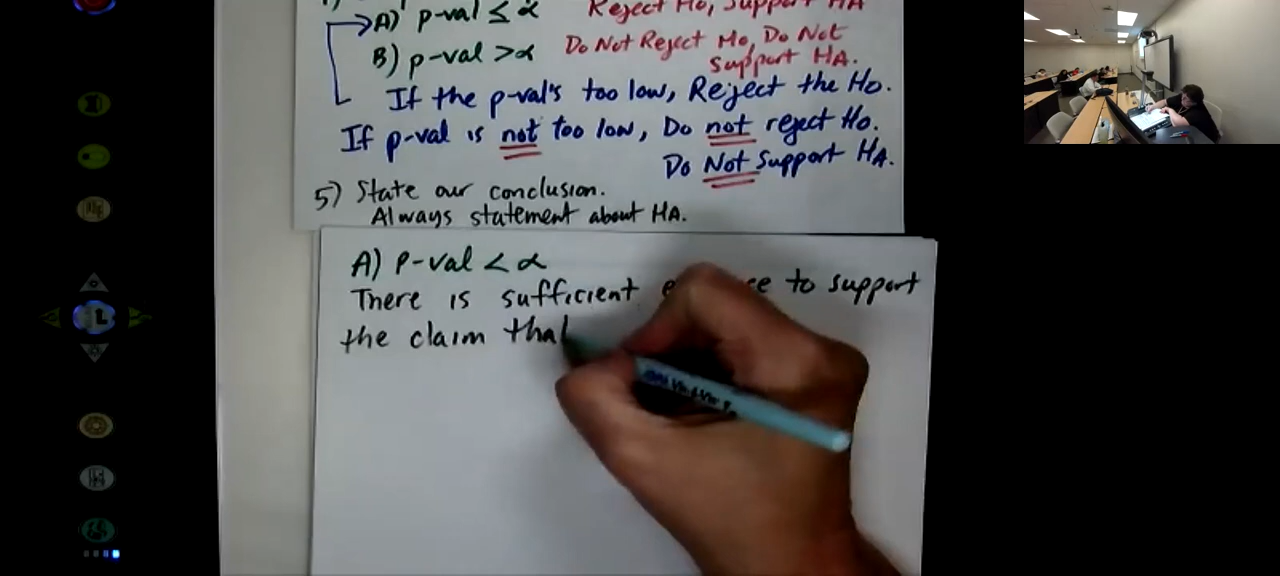 A) p-val ≤ α Reject Ho, Support HA
B) p-val > α Do Not Reject Ho, Do Not
Support HA.
If the p-val's too low, Reject the Ho.
If p-val is not too low, Do not reject Ho.
Do Not Support HA.
5) State our conclusion.
Always statement about HA.
A) P-val < α
There is sufficient to support
the claim that